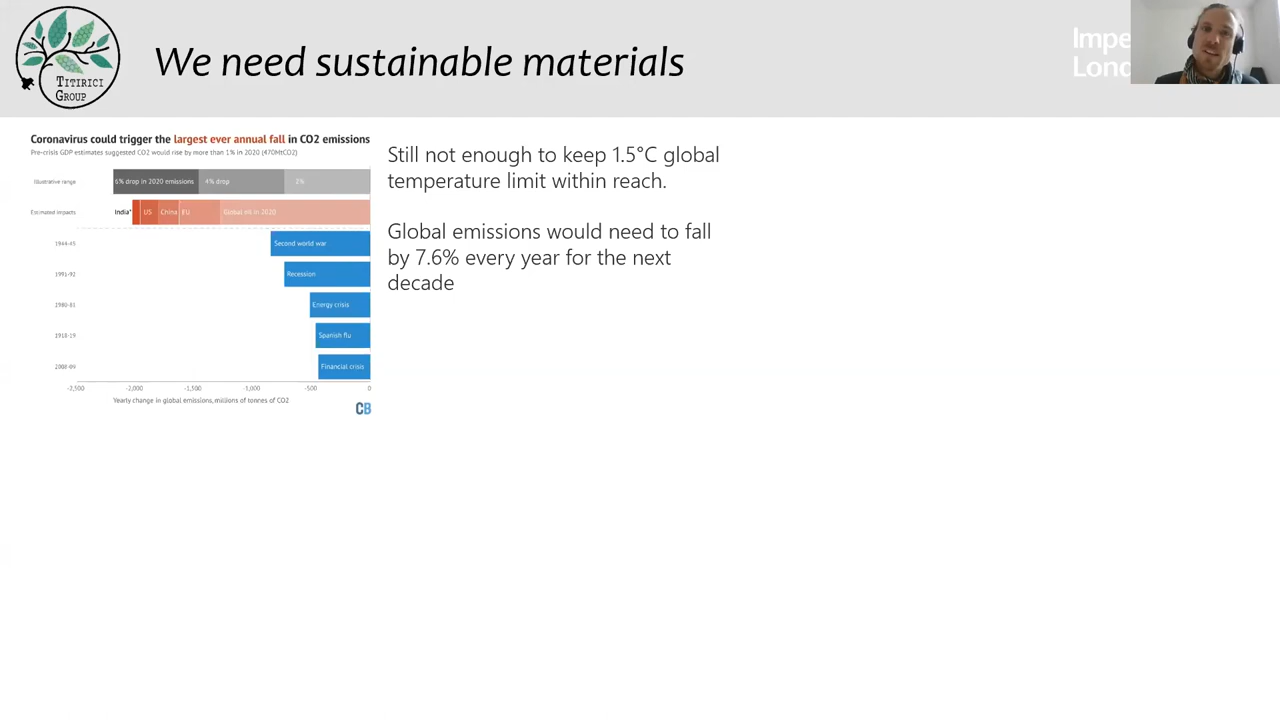 TITIRICI
GROUP
We need sustainable materials
Impe
Lond
Coronavirus could trigger the largest ever annual fall in CO2 emissions
Pre-crisis GDP estimates suggested CO2 would rise by more than 1% in 2020 (470MtCO2)
Illustrative range
6% drop in 2020 emissions
4% drop
2%
Estimated impacts
India*
US
China
EU
Global hit in 2020
1944-45
Second world war
1991-92
Recession
1980-81
Energy crisis
1918-19
Spanish flu
2008-09
Financial crisis
-2,500
-2,000
-1,500
-1,000
-500
0
Yearly change in global emissions, millions of tonnes of CO2
CB
Still not enough to keep 1.5°C global
temperature limit within reach.
Global emissions would need to fall
by 7.6% every year for the next
decade